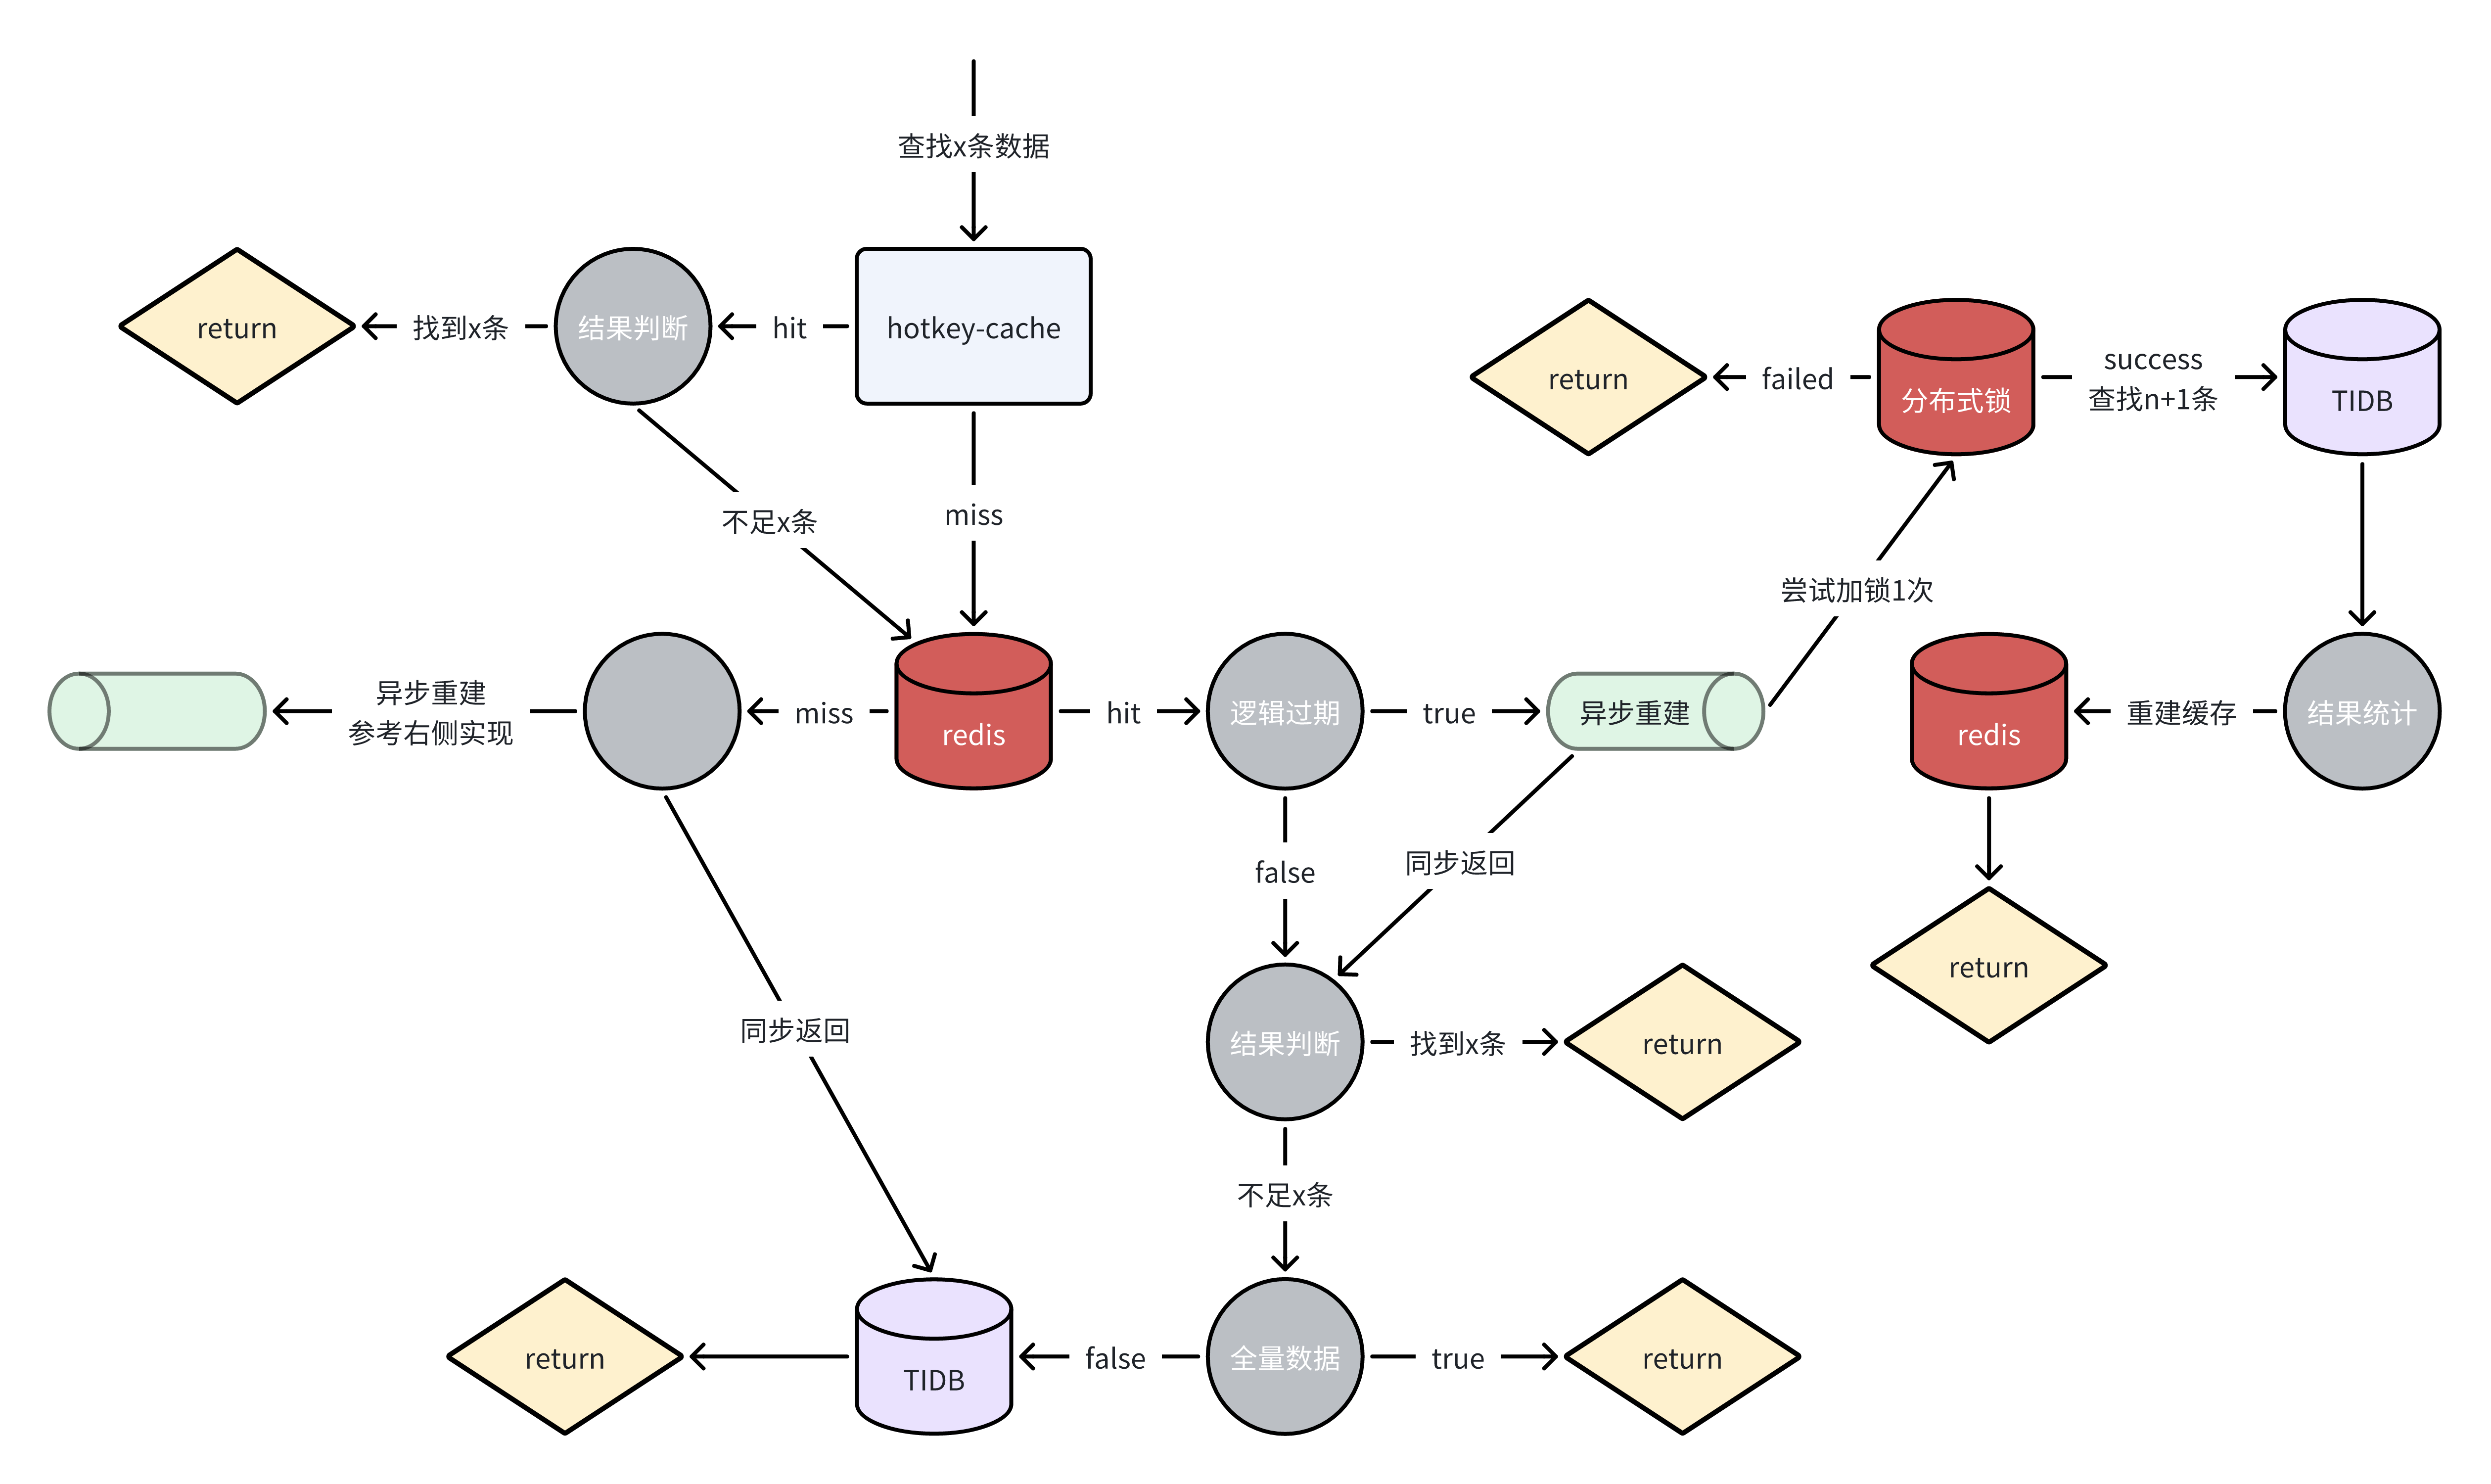 查找x条数据
return
找到x条
结果判断
hit
hotkey-cache
return
failed
分布式锁
success
查找n+1条
TIDB
不足x条
miss
尝试加锁1次
异步重建
参考右侧实现
miss
redis
hit
逻辑过期
true
异步重建
redis
重建缓存
结果统计
false
同步返回
return
同步返回
结果判断
找到x条
return
不足x条
return
TIDB
false
全量数据
true
return